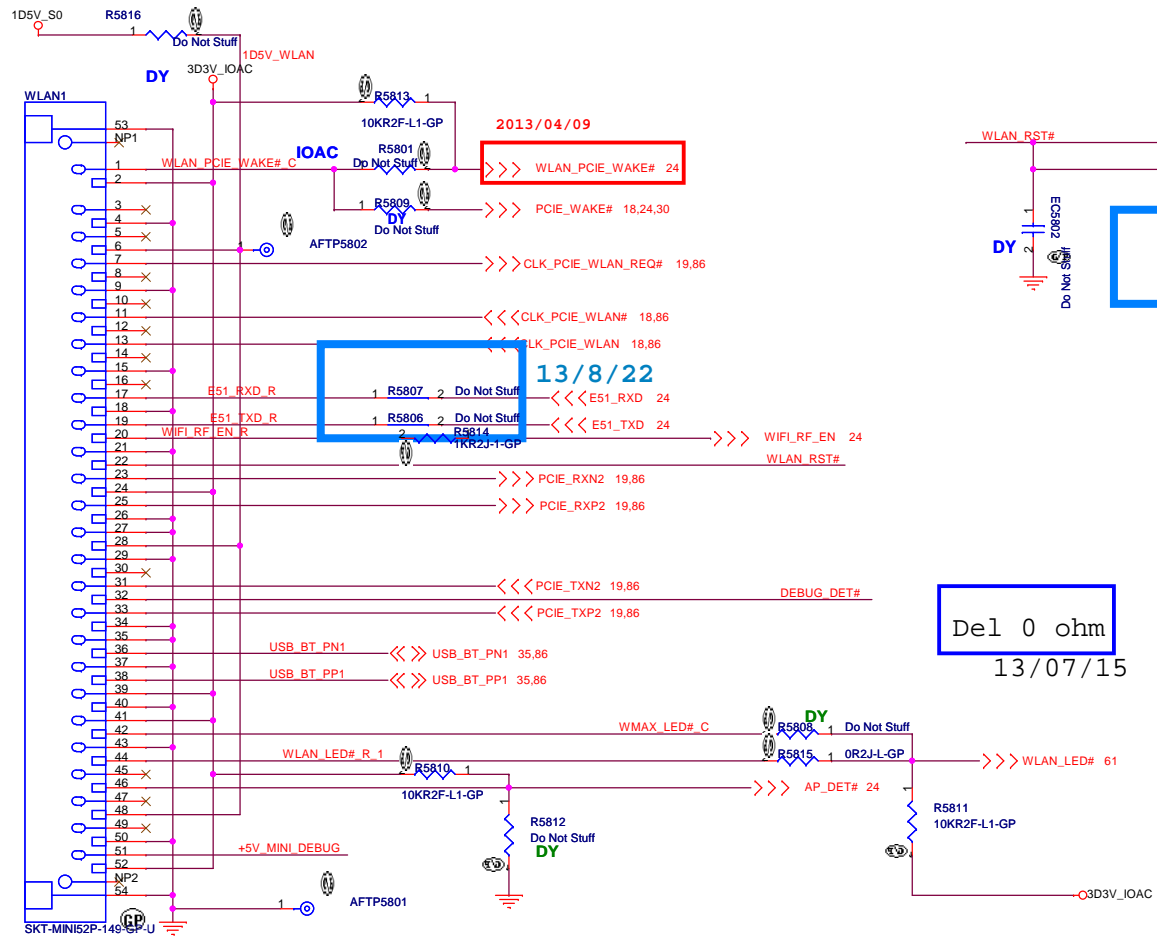 1D5V_S0
R5816
1
2
Do Not Stuff
DY
1D5V_WLAN
3D3V_IOAC
WLAN1
R5813
2
1
10KR2F-L1-GP
2013/04/09
IOAC
R5801
Do Not Stuff
WLAN_PCIE_WAKE#_C
WLAN_PCIE_WAKE# 24
R5809
DY
Do Not Stuff
PCIE_WAKE# 18,24,30
1
AFTP5802
CLK_PCIE_WLAN_REQ# 19,86
CLK_PCIE_WLAN# 18,86
CLK_PCIE_WLAN 18,86
13/8/22
E51_RXD_R
1
R5807
2
Do Not Stuff
E51_RXD 24
E51_TXD_R
1
R5806
2
Do Not Stuff
E51_TXD 24
WIFI_RF_EN_R
2
R5814
1
1KR2J-1-GP
WIFI_RF_EN 24
WLAN_RST#
PCIE_RXN2 19,86
PCIE_RXP2 19,86
PCIE_TXN2 19,86
DEBUG_DET#
PCIE_TXP2 19,86
USB_BT_PN1
USB_BT_PN1 35,86
USB_BT_PP1
USB_BT_PP1 35,86
WMAX_LED#_C
DY
R5808
1
Do Not Stuff
WLAN_LED#_R_1
R5815
1
0R2J-L-GP
WLAN_LED# 61
R5810
1
10KR2F-L1-GP
AP_DET# 24
1
R5812
Do Not Stuff
DY
1
R5811
10KR2F-L1-GP
+5V_MINI_DEBUG
3D3V_IOAC
1
AFTP5801
GP
SKT-MINI52P-149-GP-U
53
NP1
1
2
3
4
5
6
7
8
9
10
11
12
13
14
15
16
17
18
19
20
21
22
23
24
25
26
27
28
29
30
31
32
33
34
35
36
37
38
39
40
41
42
43
44
45
46
47
48
49
50
51
52
NP2
54
WLAN_RST#
1
EC5802
2
DY
Do Not Stuff
Del 0 ohm
13/07/15